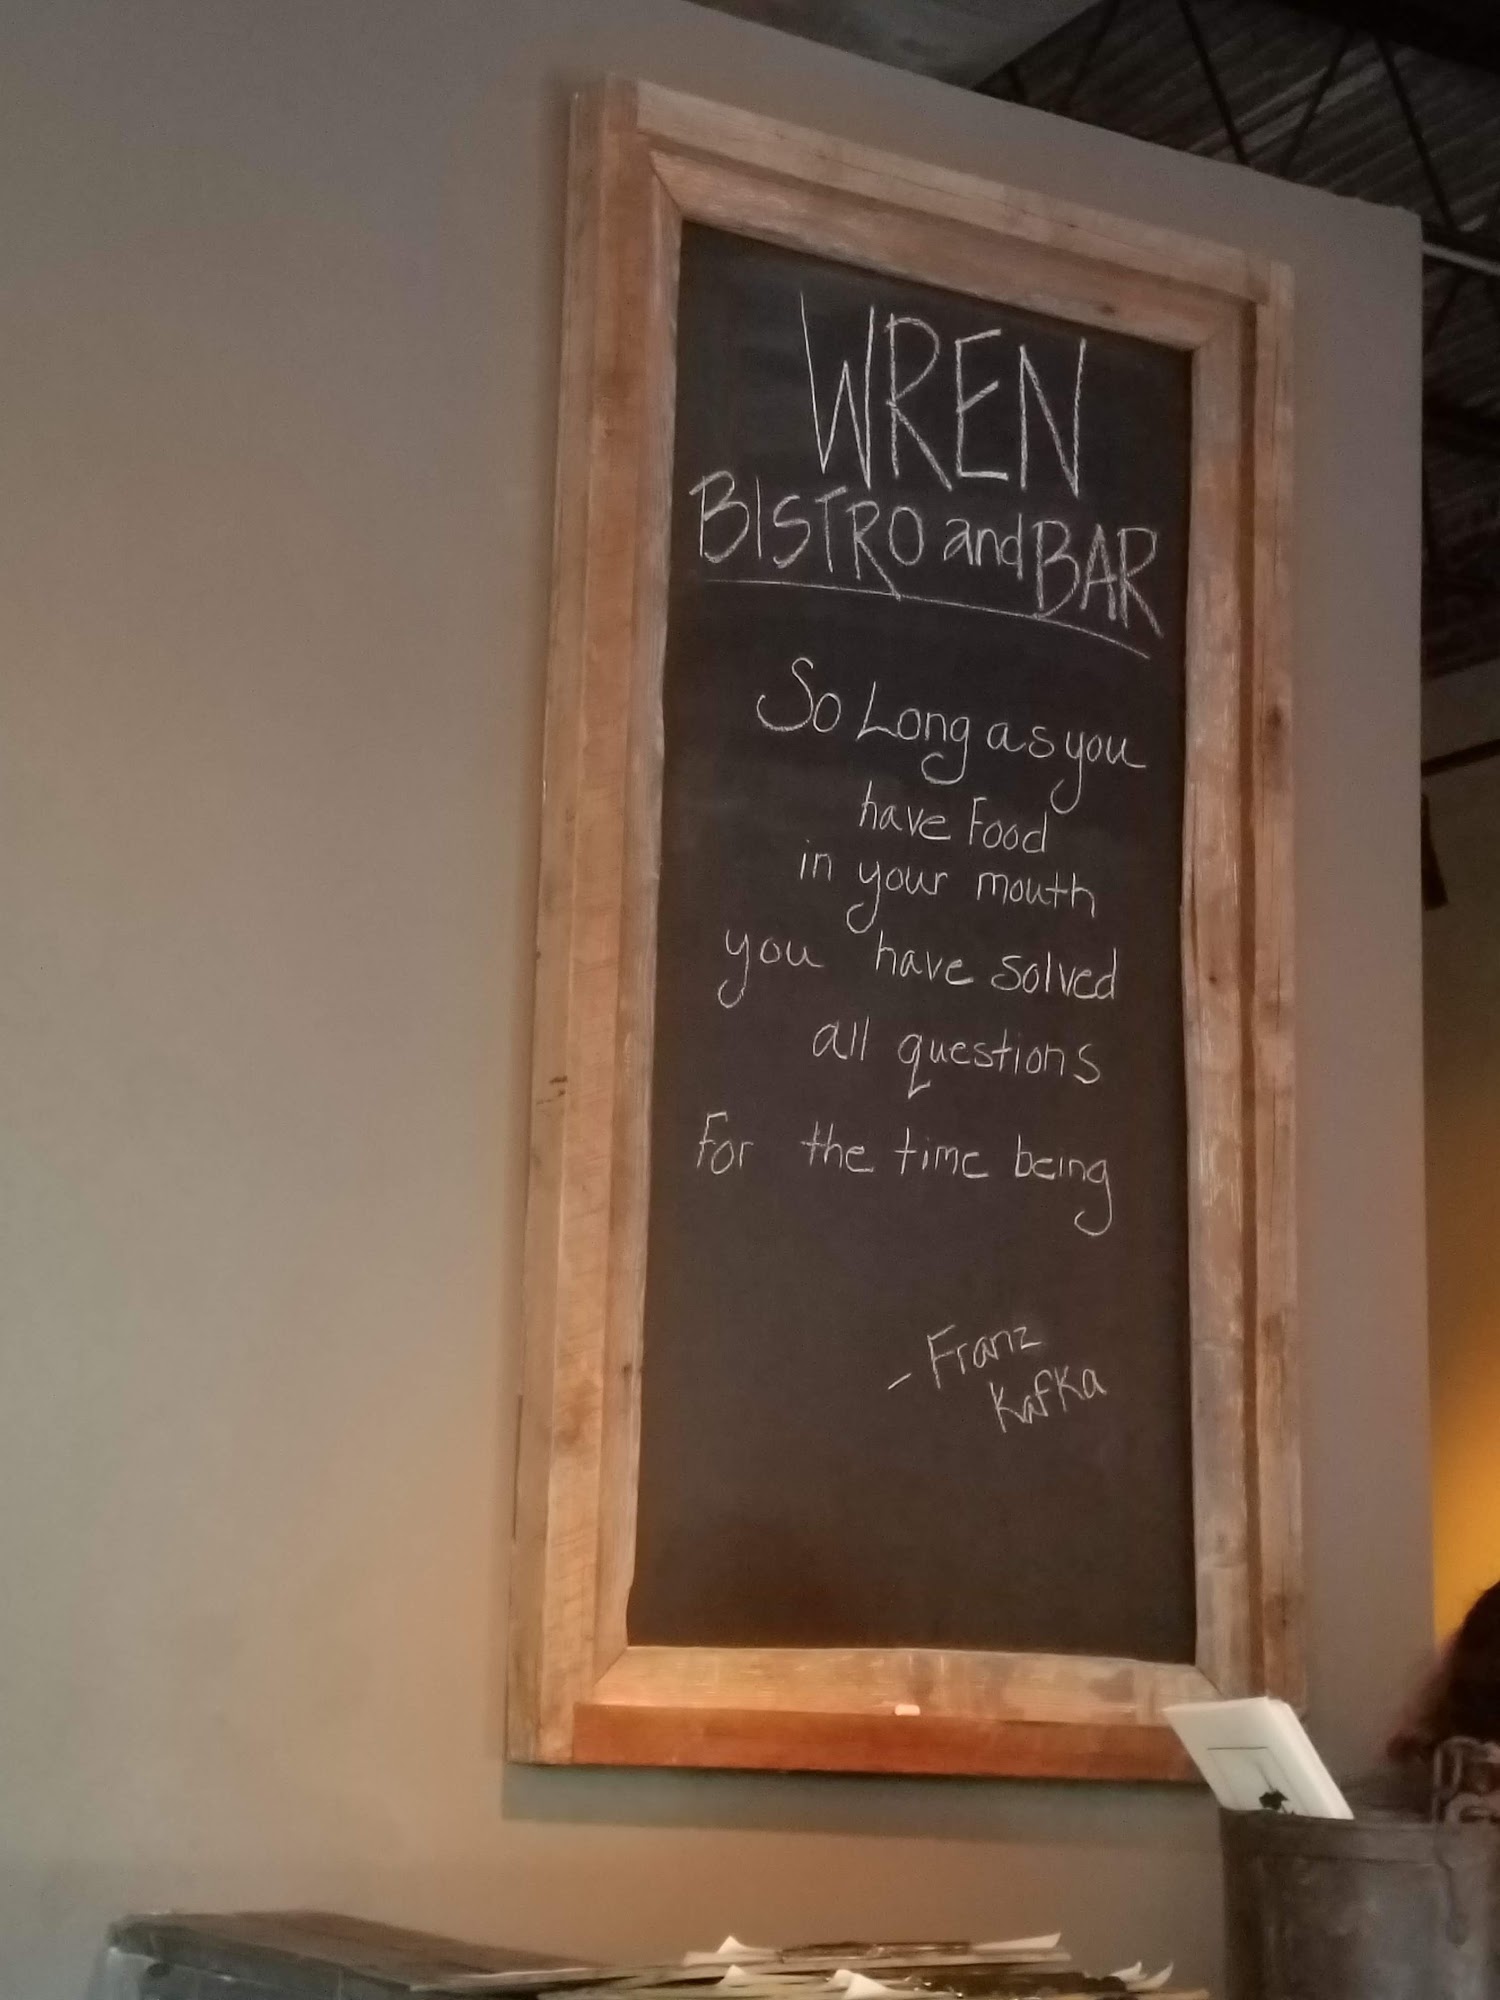 WREN
BISTRO and BAR
So Long as you
have Food
in your mouth
you have solved
all questions
For the time being
- Franz
Kafka